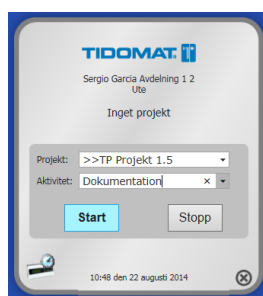 TIDOMAT
Sergio Garcia Avdelning 1 2
Ute
Inget projekt
Projekt: >>TP Projekt 1.5
Aktivitet: Dokumentation
Start Stopp
10:48 den 22 augusti 2014